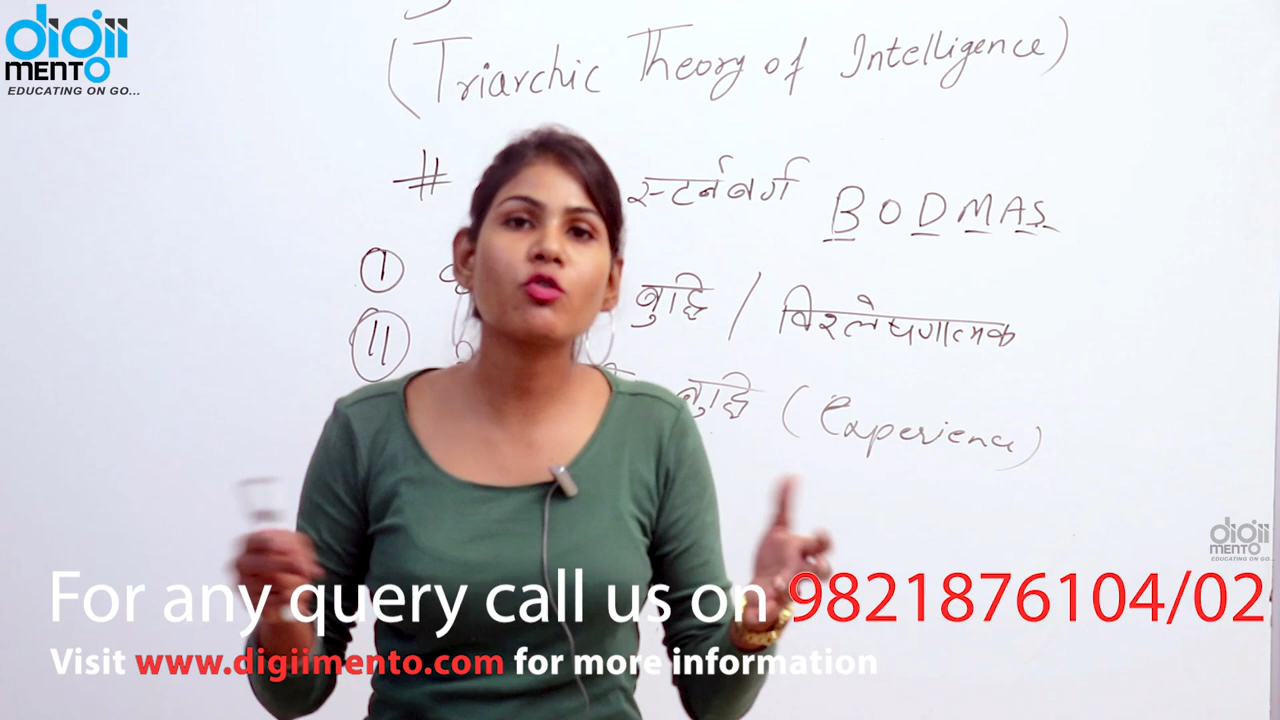 digii
MENTO
EDUCATING ON GO...
(Triarchic Theory of Intelligence)
# स्टर्नबर्ग BODMAS
I बुद्धि / विश्लेषणात्मक
II बुद्धि (Experience)
digii
MENTO
EDUCATING ON GO...
For any query call us on 9821876104/02
Visit www.digiimento.com for more information